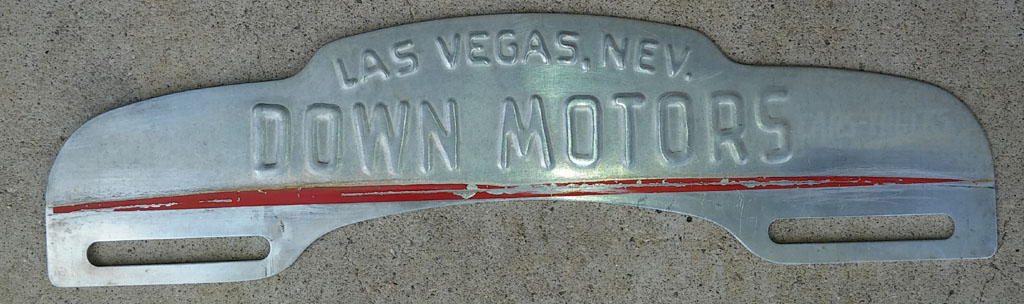 LAS VEGAS, NEV.
DOWN MOTORS